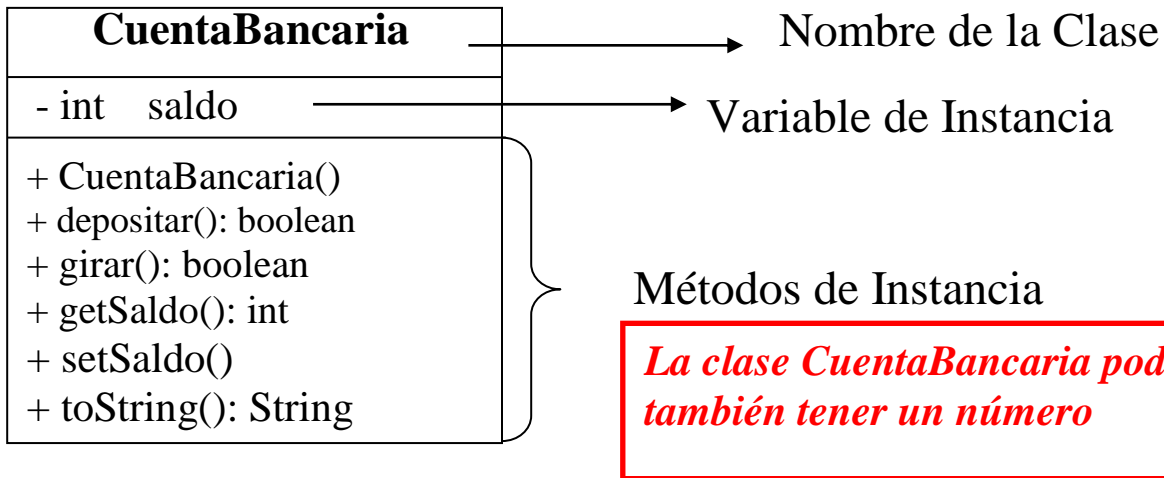 CuentaBancaria
Nombre de la Clase
- int saldo
Variable de Instancia
+ CuentaBancaria()
+ depositar(): boolean
+ girar(): boolean
+ getSaldo(): int
+ setSaldo()
+ toString(): String
Métodos de Instancia
La clase CuentaBancaria
también tener un número